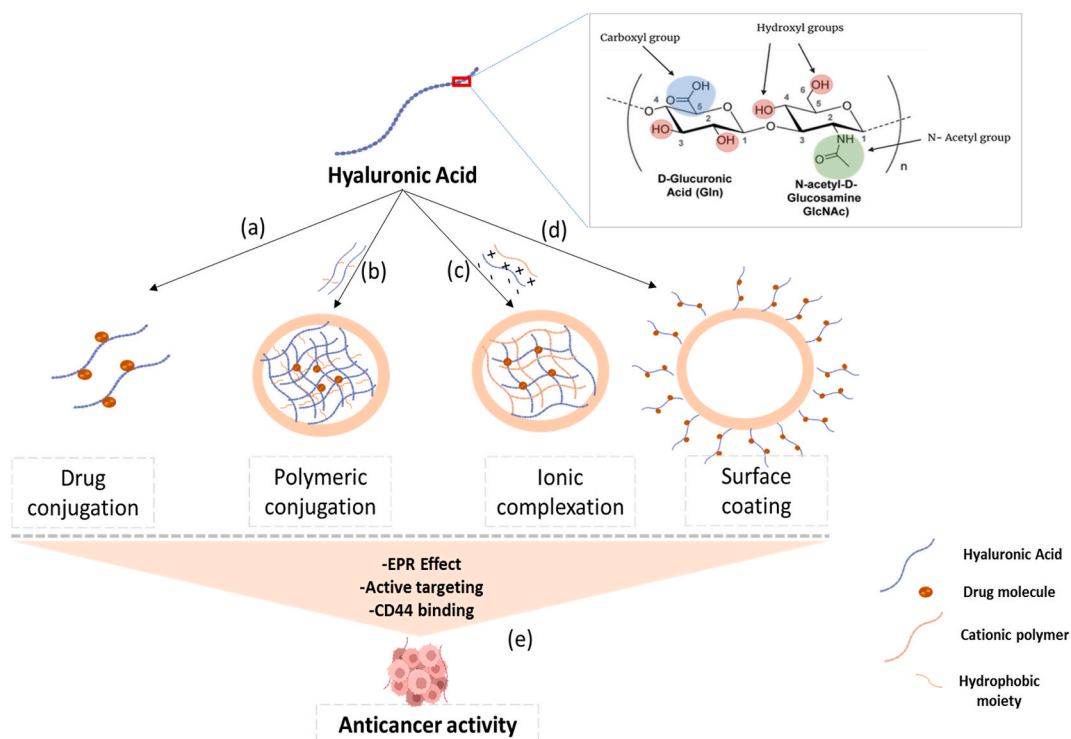 Carboxyl group
Hydroxyl groups
OH
O
4
5
O
HO
3
2
OH
1
O
6
OH
4
HO
5
O
3
2
1
NH
O
n
N- Acetyl group
D-Glucuronic
Acid (Gln)
N-acetyl-D-
Glucosamine
GlcNAc)
Hyaluronic Acid
(a)
(b)
(c)
(d)
Drug
conjugation
Polymeric
conjugation
Ionic
complexation
Surface
coating
-EPR Effect
-Active targeting
-CD44 binding
(e)
Anticancer activity
Hyaluronic Acid
Drug molecule
Cationic polymer
Hydrophobic
moiety